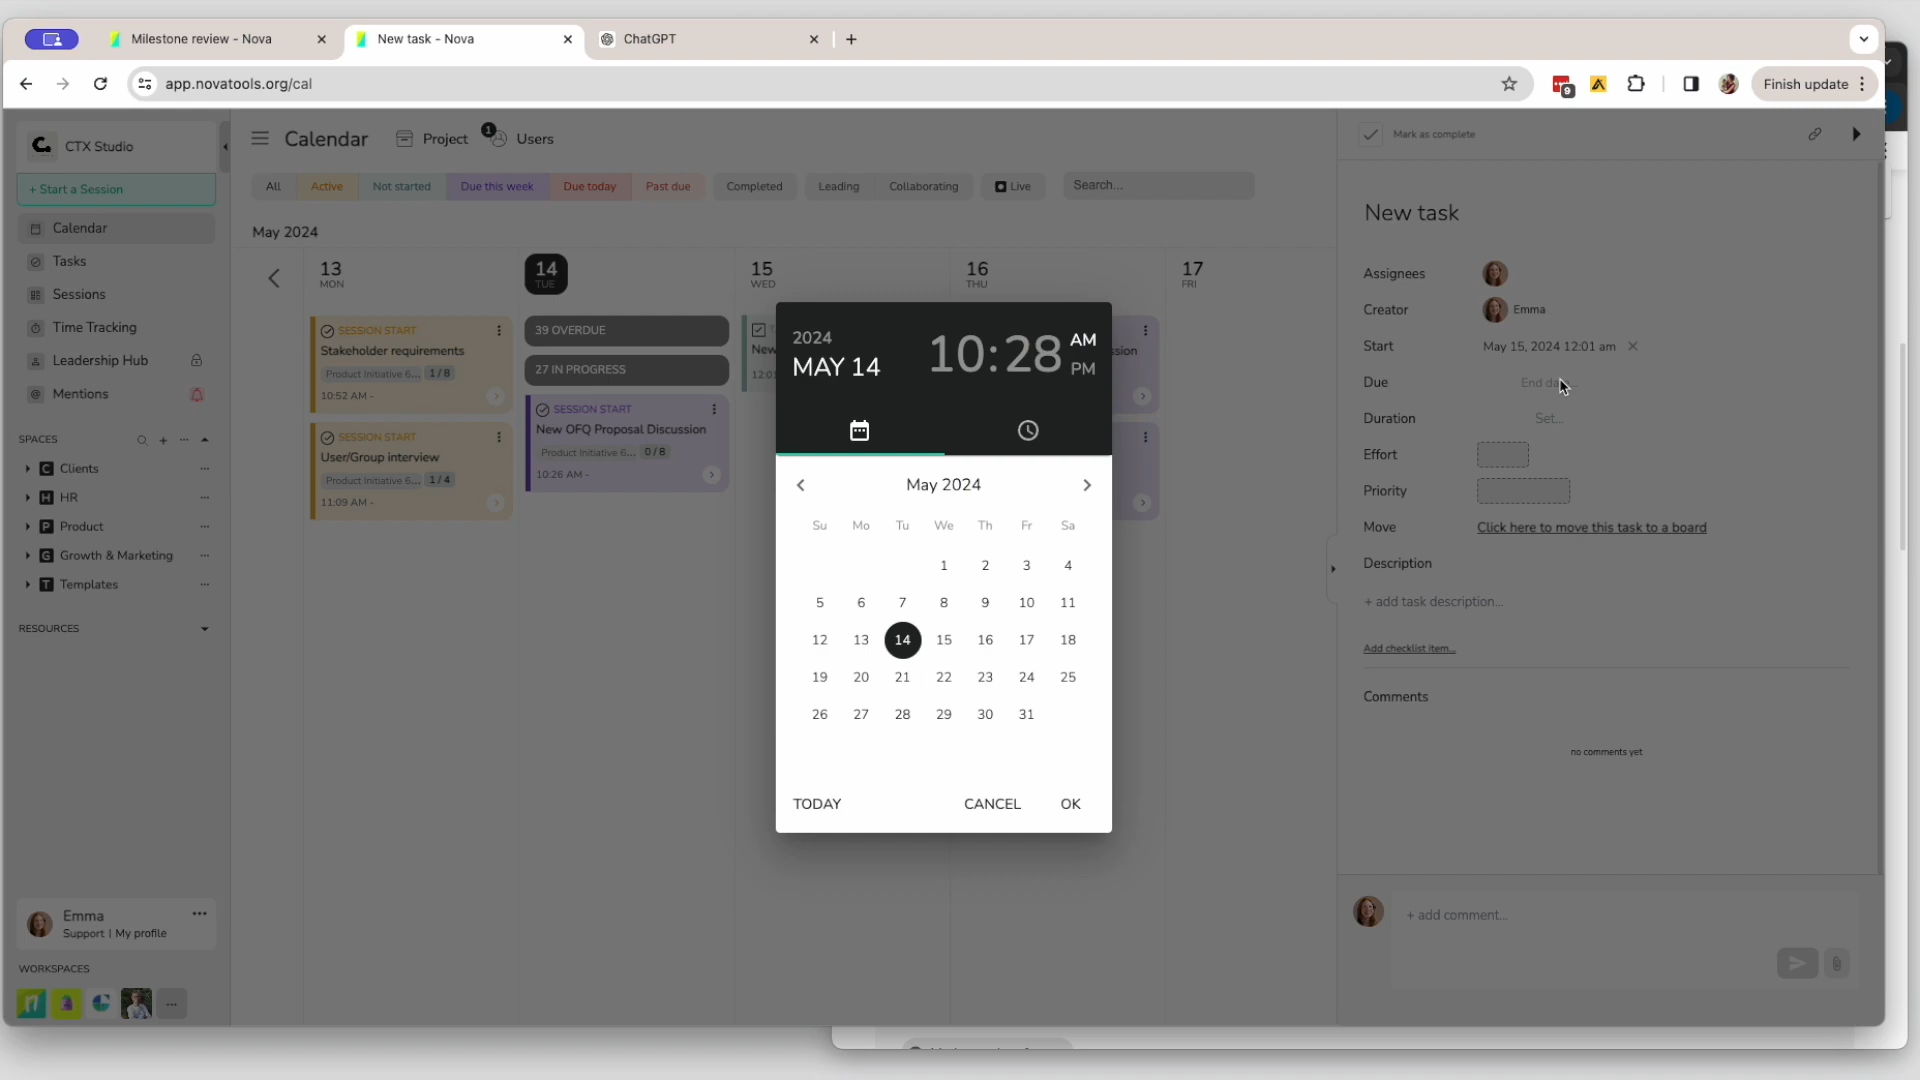 Milestone review - Nova
New task - Nova
ChatGPT
app.novatools.org/cal
9
Finish update
CTX Studio
+ Start a Session
Calendar
Tasks
Sessions
Time Tracking
Leadership Hub
Mentions
SPACES
C Clients
H HR
P Product
G Growth & Marketing
T Templates
RESOURCES
Emma
Support | My profile
WORKSPACES
Calendar
Project
1
Users
All
Active
Not started
Due this week
Due today
Past due
Completed
Leading
Collaborating
Live
Search...
May 2024
13
MON
14
TUE
15
WED
16
THU
17
FRI
SESSION START
Stakeholder requirements
Product Initiative 6... 1 / 8
10:52 AM -
SESSION START
User/Group interview
Product Initiative 6... 1 / 4
11:09 AM -
39 OVERDUE
27 IN PROGRESS
SESSION START
New OFQ Proposal Discussion
Product Initiative 6... 0 / 8
10:26 AM -
New
12:01
2024
MAY 14
10:28
AM
PM
May 2024
Su Mo Tu We Th Fr Sa
1 2 3 4
5 6 7 8 9 10 11
12 13 14 15 16 17 18
19 20 21 22 23 24 25
26 27 28 29 30 31
TODAY
CANCEL
OK
Mark as complete
New task
Assignees
Creator
Emma
Start
May 15, 2024 12:01 am
Due
Duration
Set...
Effort
Priority
Move
Click here to move this task to a board
Description
+ add task description...
Add checklist item...
Comments
no comments yet
+ add comment...